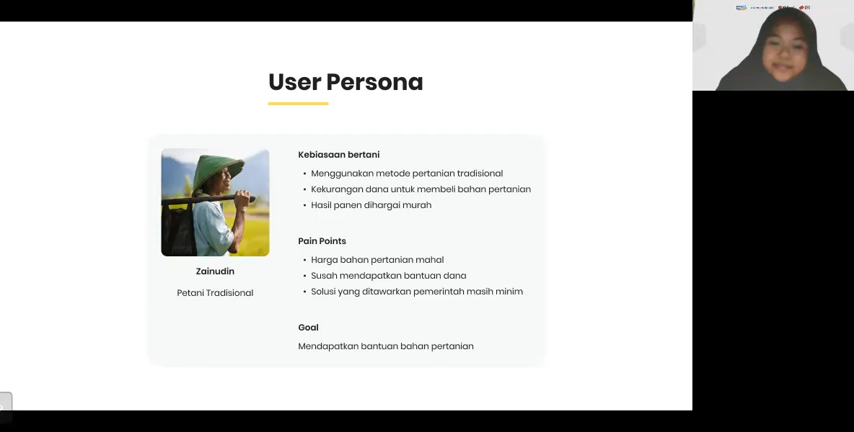 User Persona
Kebiasaan bertani
• Menggunakan metode pertanian tradisional
• Kekurangan dana untuk membeli bahan pertanian
• Hasil panen dihargai murah
Pain Points
• Harga bahan pertanian mahal
• Susah mendapatkan bantuan dana
• Solusi yang ditawarkan pemerintah masih minim
Goal
Mendapatkan bantuan bahan pertanian
Zainudin
Petani Tradisional